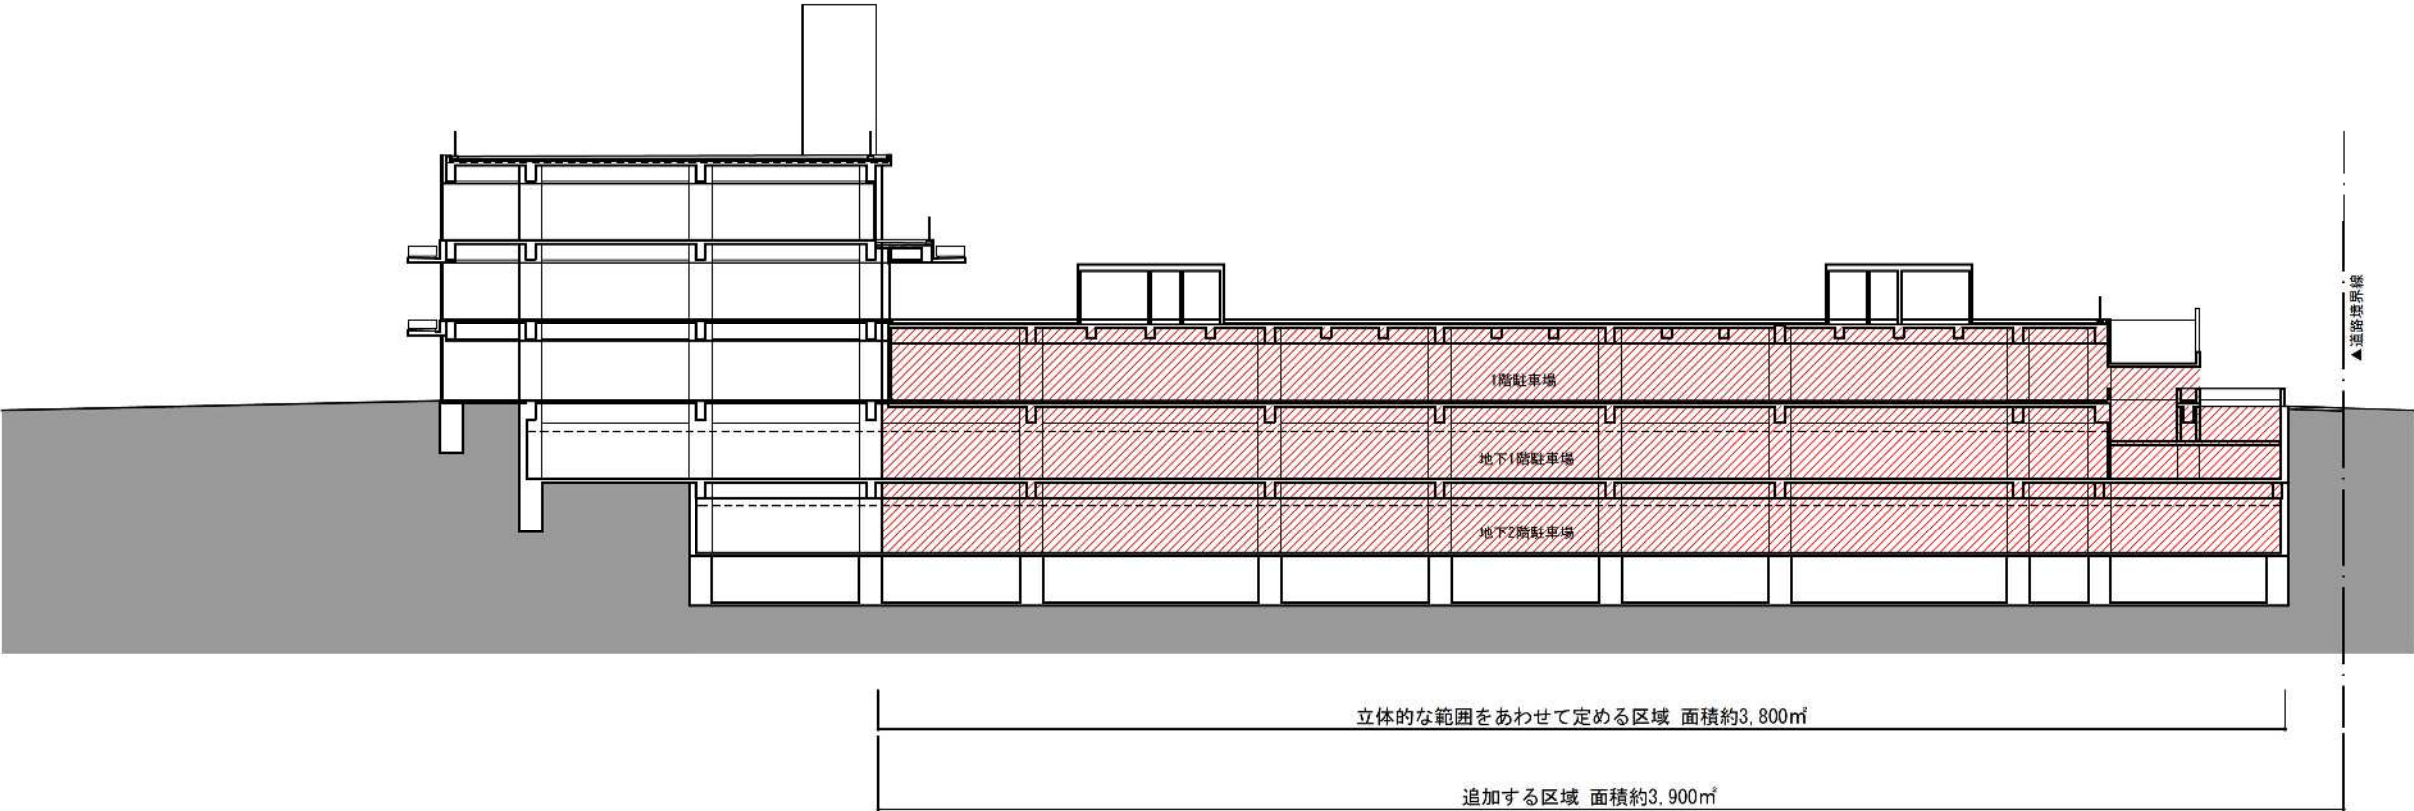 ▲道路境界線
1階駐車場
地下1階駐車場
地下2階駐車場
立体的な範囲をあわせて定める区域 面積約3,800㎡
追加する区域 面積約3,900㎡